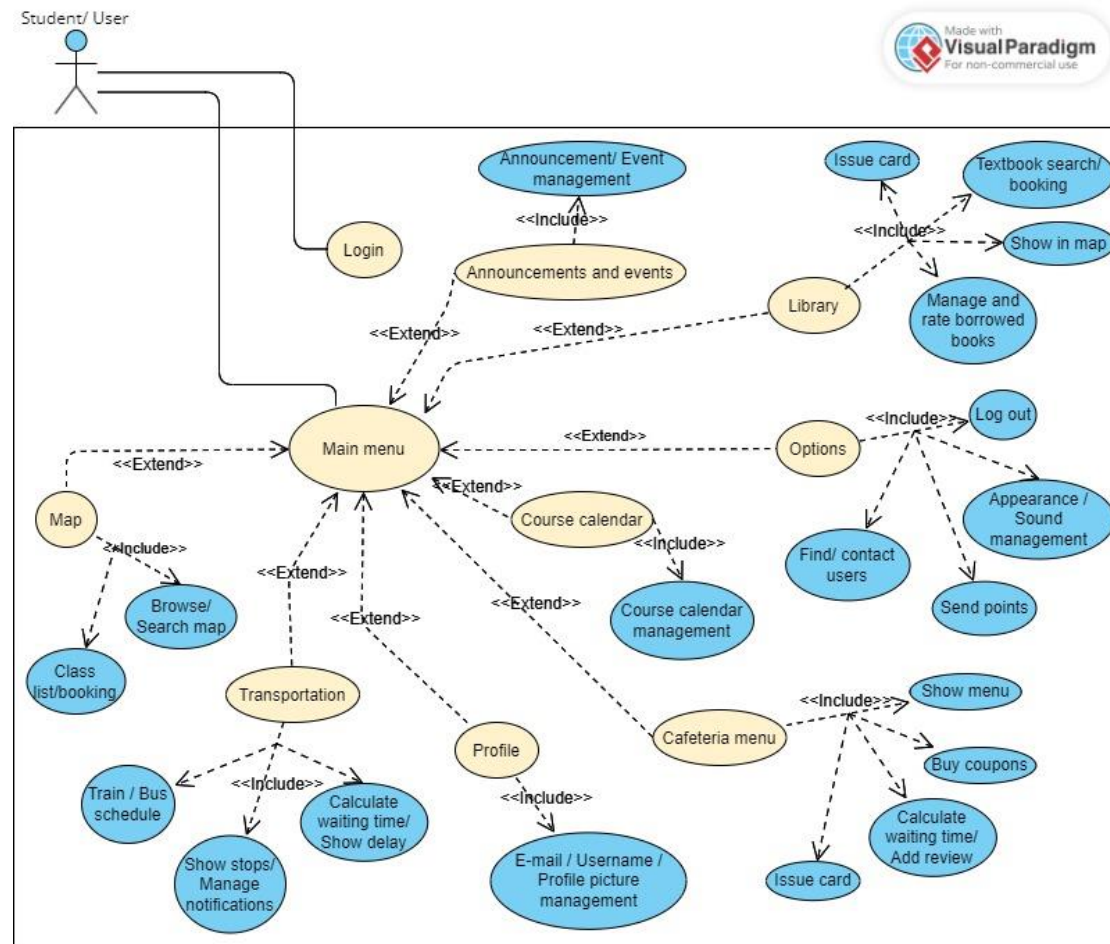 Student/ User
Made with
VisualParadigm
For non-commercial use
Announcement/ Event
management
Issue card
Textbook search/
booking
<<Include>>
<<Include>>
Login
Announcements and events
Show in map
Library
Manage and
rate borrowed
books
<<Extend>>
<<Extend>>
Main menu
<<Extend>>
Options
<<Include>>
Log out
<<Extend>>
Map
<<Extend>>
Course calendar
Appearance /
Sound
management
<<Include>>
<<Include>>
Find/ contact
users
Browse/
Search map
<<Extend>>
<<Extend>>
<<Extend>>
Course calendar
management
Send points
Class
list/booking
Transportation
Profile
Cafeteria menu
<<Include>>
Show menu
Buy coupons
Train / Bus
schedule
<<Include>>
Calculate
waiting time/
Show delay
<<Include>>
Calculate
waiting time/
Add review
Show stops/
Manage
notifications
E-mail / Username /
Profile picture
management
Issue card